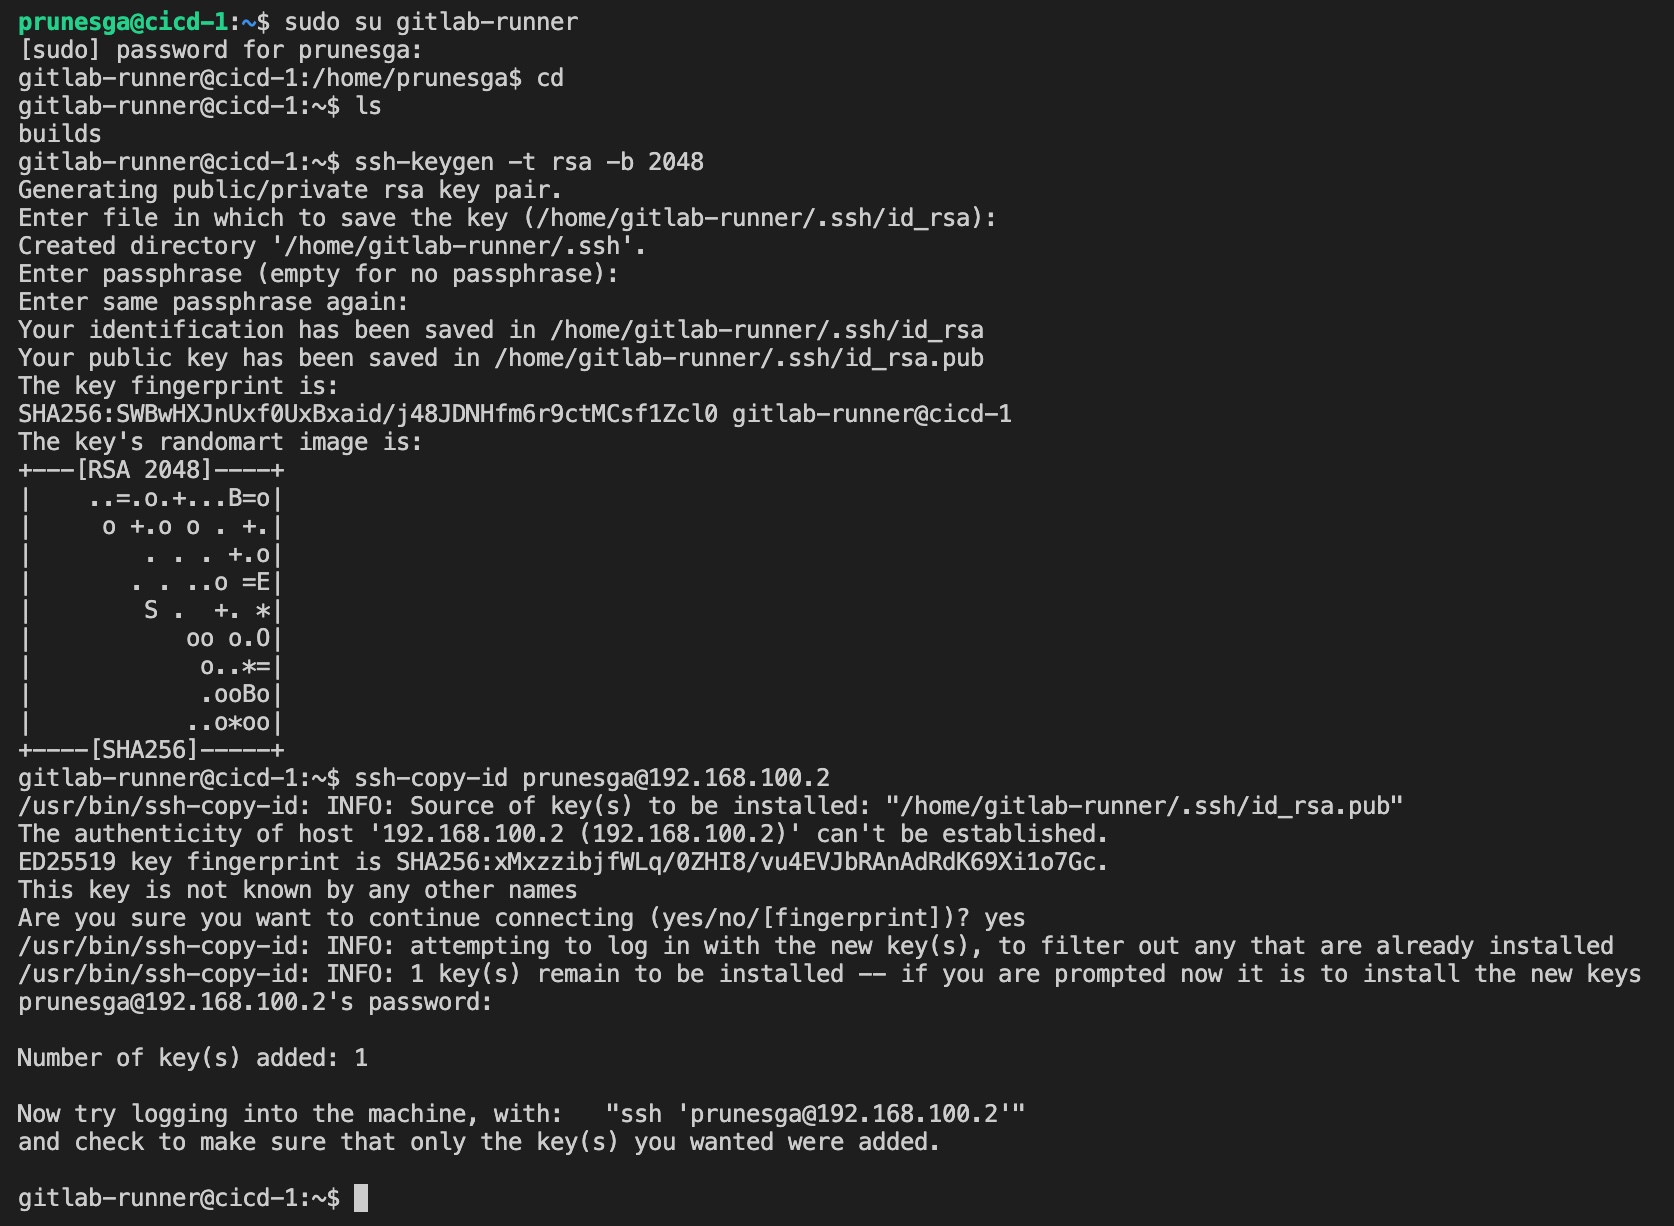 prunesga@cicd-1:~$ sudo su gitlab-runner
[sudo] password for prunesga:
gitlab-runner@cicd-1:/home/prunesga$ cd
gitlab-runner@cicd-1:~$ ls
builds
gitlab-runner@cicd-1:~$ ssh-keygen -t rsa -b 2048
Generating public/private rsa key pair.
Enter file in which to save the key (/home/gitlab-runner/.ssh/id_rsa):
Created directory '/home/gitlab-runner/.ssh'.
Enter passphrase (empty for no passphrase):
Enter same passphrase again:
Your identification has been saved in /home/gitlab-runner/.ssh/id_rsa
Your public key has been saved in /home/gitlab-runner/.ssh/id_rsa.pub
The key fingerprint is:
SHA256:SWBwHXJnUxf0UxBxaid/j48JDNHfm6r9ctMCsf1Zcl0 gitlab-runner@cicd-1
The key's randomart image is:
+---[RSA 2048]----+
|    ..=.o.+...B=o|
|     o +.o o . +.|
|        . . . +.o|
|       . . ..o =E|
|        S .  +. *|
|           oo o.O|
|            o..*=|
|            .ooBo|
|           ..o*oo|
+----[SHA256]-----+
gitlab-runner@cicd-1:~$ ssh-copy-id prunesga@192.168.100.2
/usr/bin/ssh-copy-id: INFO: Source of key(s) to be installed: "/home/gitlab-runner/.ssh/id_rsa.pub"
The authenticity of host '192.168.100.2 (192.168.100.2)' can't be established.
ED25519 key fingerprint is SHA256:xMxzzibjfWLq/0ZHI8/vu4EVJbRAnAdRdK69Xi1o7Gc.
This key is not known by any other names
Are you sure you want to continue connecting (yes/no/[fingerprint])? yes
/usr/bin/ssh-copy-id: INFO: attempting to log in with the new key(s), to filter out any that are already installed
/usr/bin/ssh-copy-id: INFO: 1 key(s) remain to be installed -- if you are prompted now it is to install the new keys
prunesga@192.168.100.2's password:

Number of key(s) added: 1

Now try logging into the machine, with:   "ssh 'prunesga@192.168.100.2'"
and check to make sure that only the key(s) you wanted were added.

gitlab-runner@cicd-1:~$